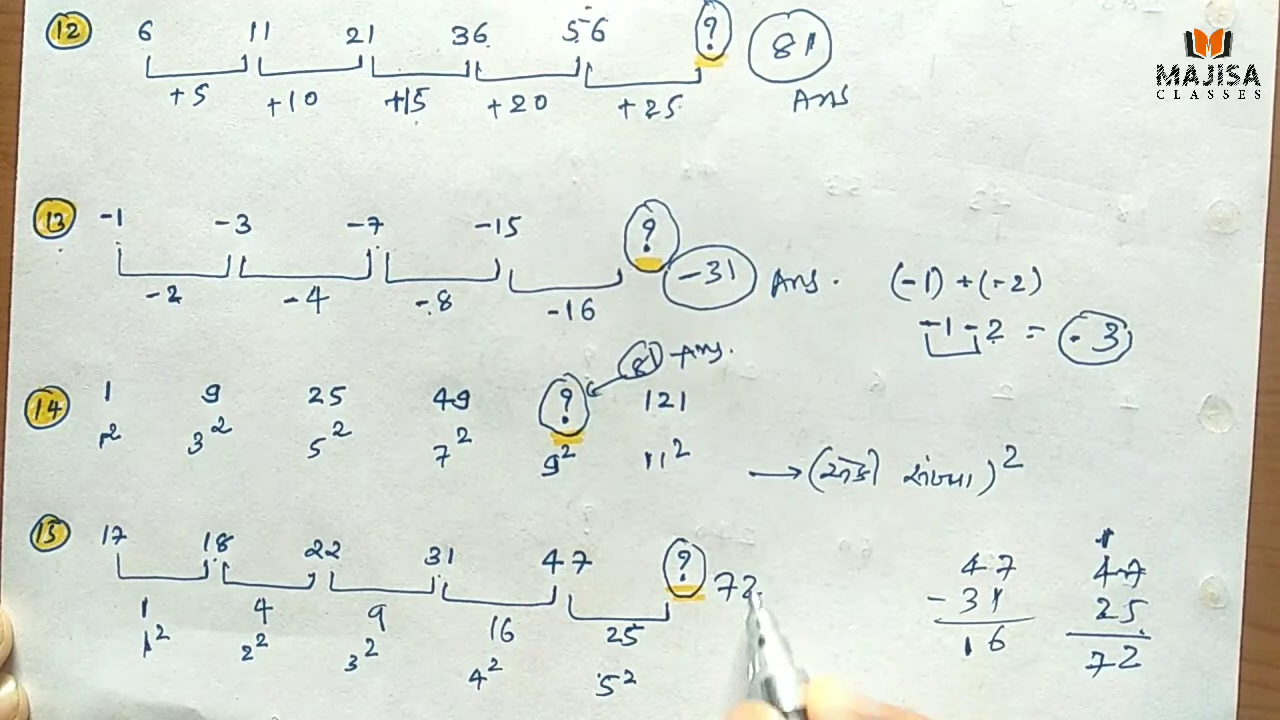 12 6 11 21 36 56 ? 81
+5 +10 +15 +20 +25 Ans
MAJISA
CLASSES
13 -1 -3 -7 -15 ? -31 Ans.
-2 -4 -8 -16
(-1) + (-2)
-1 -2 = -3
14 1 9 25 49 ? 121
81 Ans.
1² 3² 5² 7² 9² 11²
→ (એકી સંખ્યા)²
15 17 18 22 31 47 ? 72
1 4 9 16 25
1² 2² 3² 4² 5²
47
- 31
16
1
47
25
72